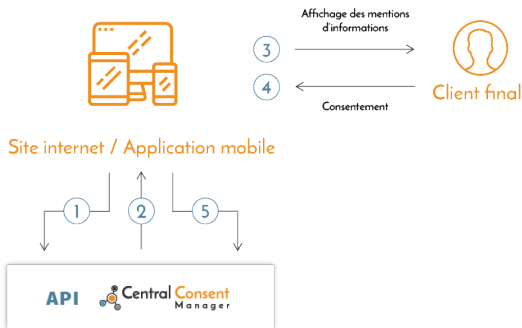 Affichage des mentions
d'informations
3
4
Consentement
Client final
Site internet / Application mobile
1
2
5
API
Central Consent
Manager